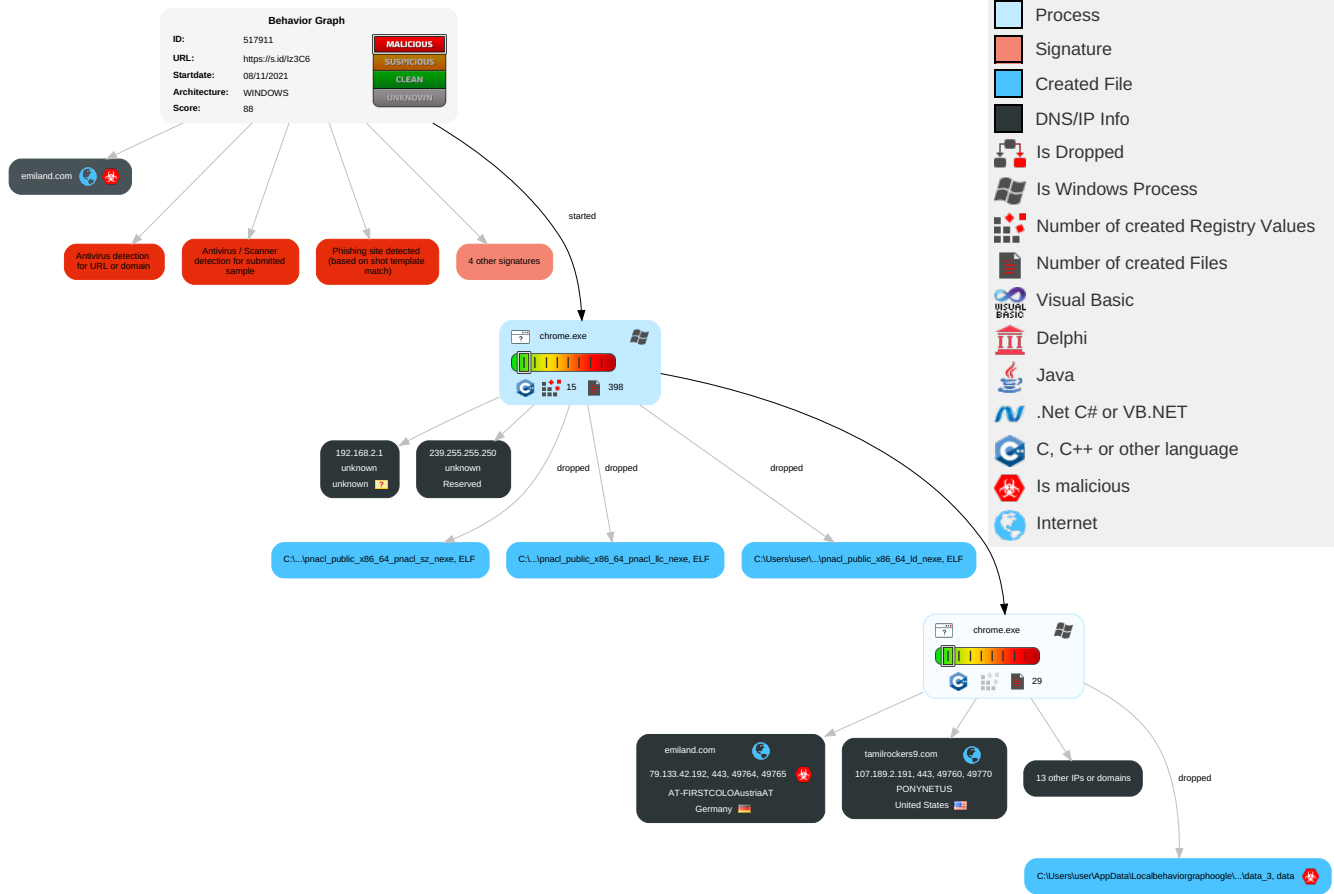 Behavior Graph
ID:
517911
URL:
https://s.id/Iz3C6
Startdate:
08/11/2021
Architecture:
WINDOWS
Score:
88
MALICIOUS
SUSPICIOUS
CLEAN
UNKNOWN
Process
Signature
Created File
DNS/IP Info
Is Dropped
Is Windows Process
Number of created Registry Values
Number of created Files
VISUAL
BASIC
Visual Basic
Delphi
Java
.Net C# or VB.NET
C, C++ or other language
Is malicious
Internet
emiland.com
started
Antivirus detection
for URL or domain
Antivirus / Scanner
detection for submitted
sample
Phishing site detected
(based on shot template
match)
4 other signatures
chrome.exe
15
398
192.168.2.1
unknown
unknown
239.255.255.250
unknown
Reserved
dropped
dropped
dropped
C:\...\pnacl_public_x86_64_pnacl_sz_nexe, ELF
C:\...\pnacl_public_x86_64_pnacl_llc_nexe, ELF
C:\Users\user\...\pnacl_public_x86_64_ld_nexe, ELF
chrome.exe
29
emiland.com
79.133.42.192, 443, 49764, 49765
AT-FIRSTCOLOAustriaAT
Germany
tamilrockers9.com
107.189.2.191, 443, 49760, 49770
PONYNETUS
United States
13 other IPs or domains
dropped
C:\Users\user\AppData\Localbehaviorgraphoogle\...\data_3, data